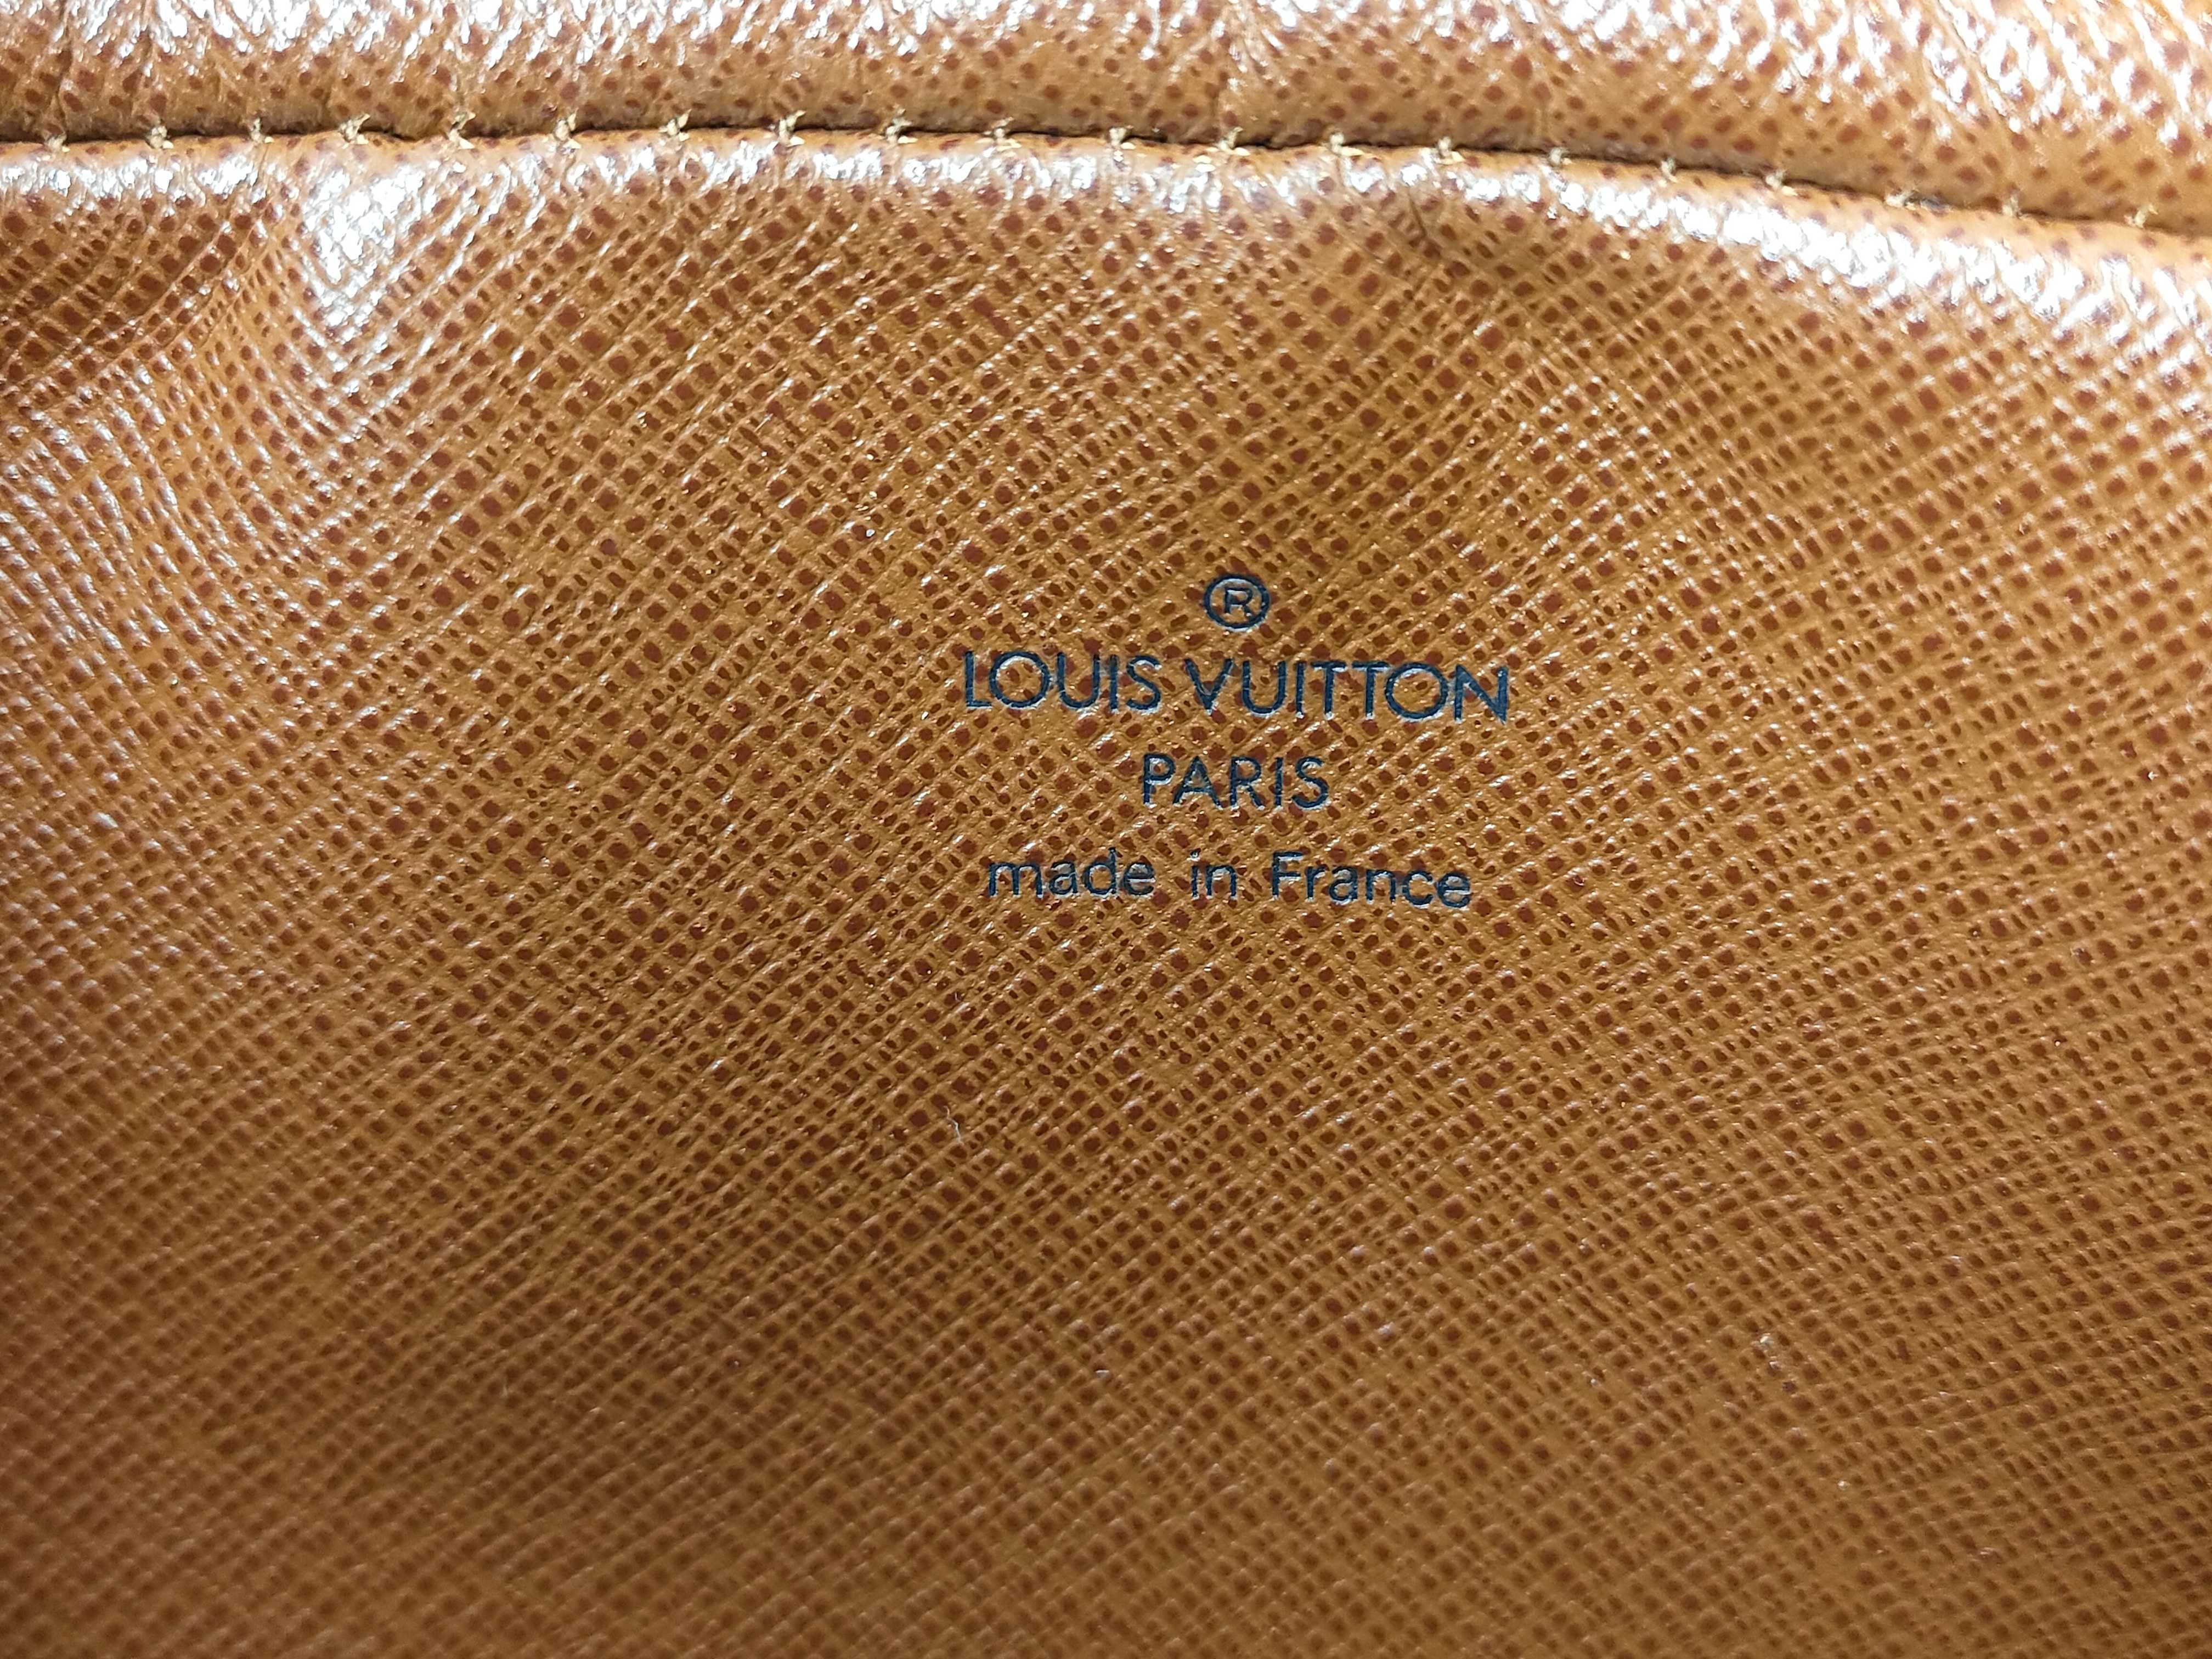 ®
LOUIS VUITTON
PARIS
made in France